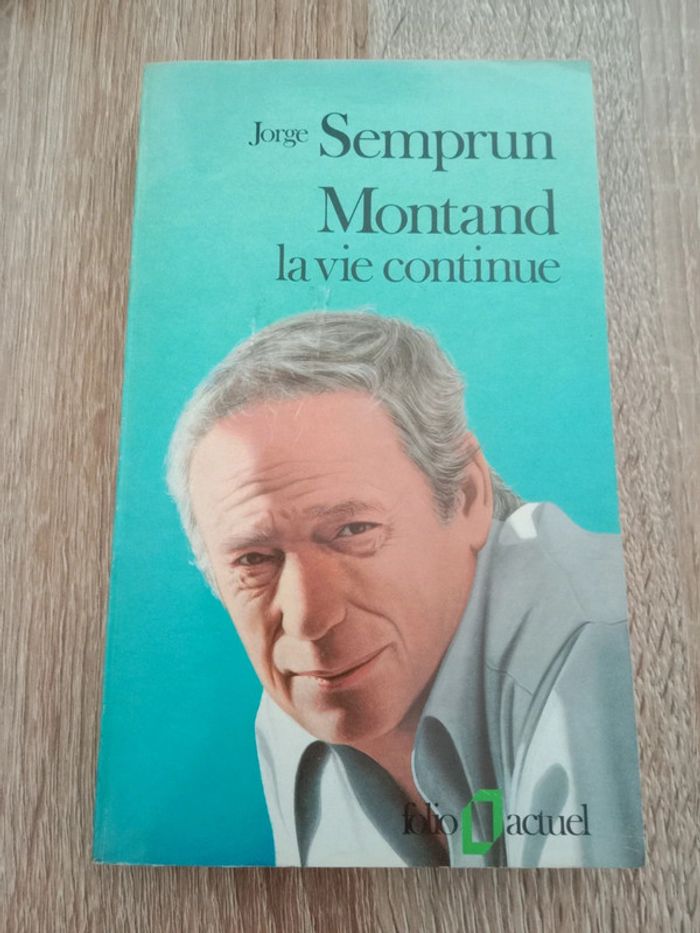 Jorge Semprun
Montand
la vie continue
folio actuel